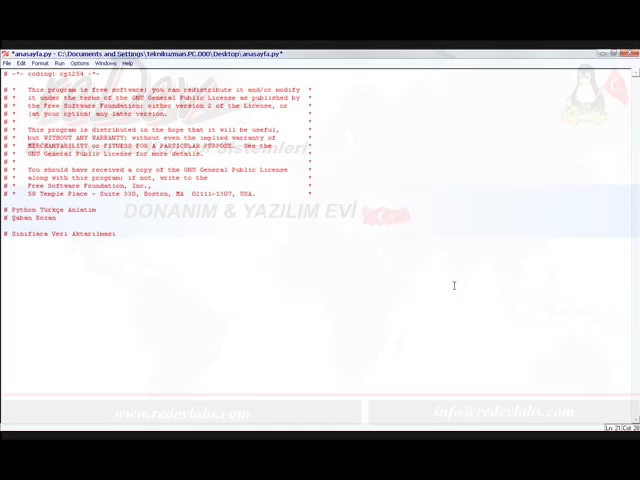 *anasayfa.py - C:\Documents and Settings\teknikuzman.PC.000\Desktop\anasayfa.py*
File Edit Format Run Options Windows Help
# -*- coding: cp1254 -*-
# * This program is free software; you can redistribute it and/or modify *
# * it under the terms of the GNU General Public License as published by *
# * the Free Software Foundation; either version 2 of the License, or *
# * (at your option) any later version. *
# * *
# * This program is distributed in the hope that it will be useful, *
# * but WITHOUT ANY WARRANTY; without even the implied warranty of *
# * MERCHANTABILITY or FITNESS FOR A PARTICULAR PURPOSE. See the *
# * GNU General Public License for more details. *
# * *
# * You should have received a copy of the GNU General Public License *
# * along with this program; if not, write to the *
# * Free Software Foundation, Inc., *
# * 59 Temple Place - Suite 330, Boston, MA 02111-1307, USA. *
# Python Türkçe Anlatım
# Şaban Bozan
# Sınıflara Veri Aktarılması
reDev
Sistemleri
DONANIM & YAZILIM EVİ
www.redevlabs.com
info@redevlabs.com
Ln: 21 Col: 28